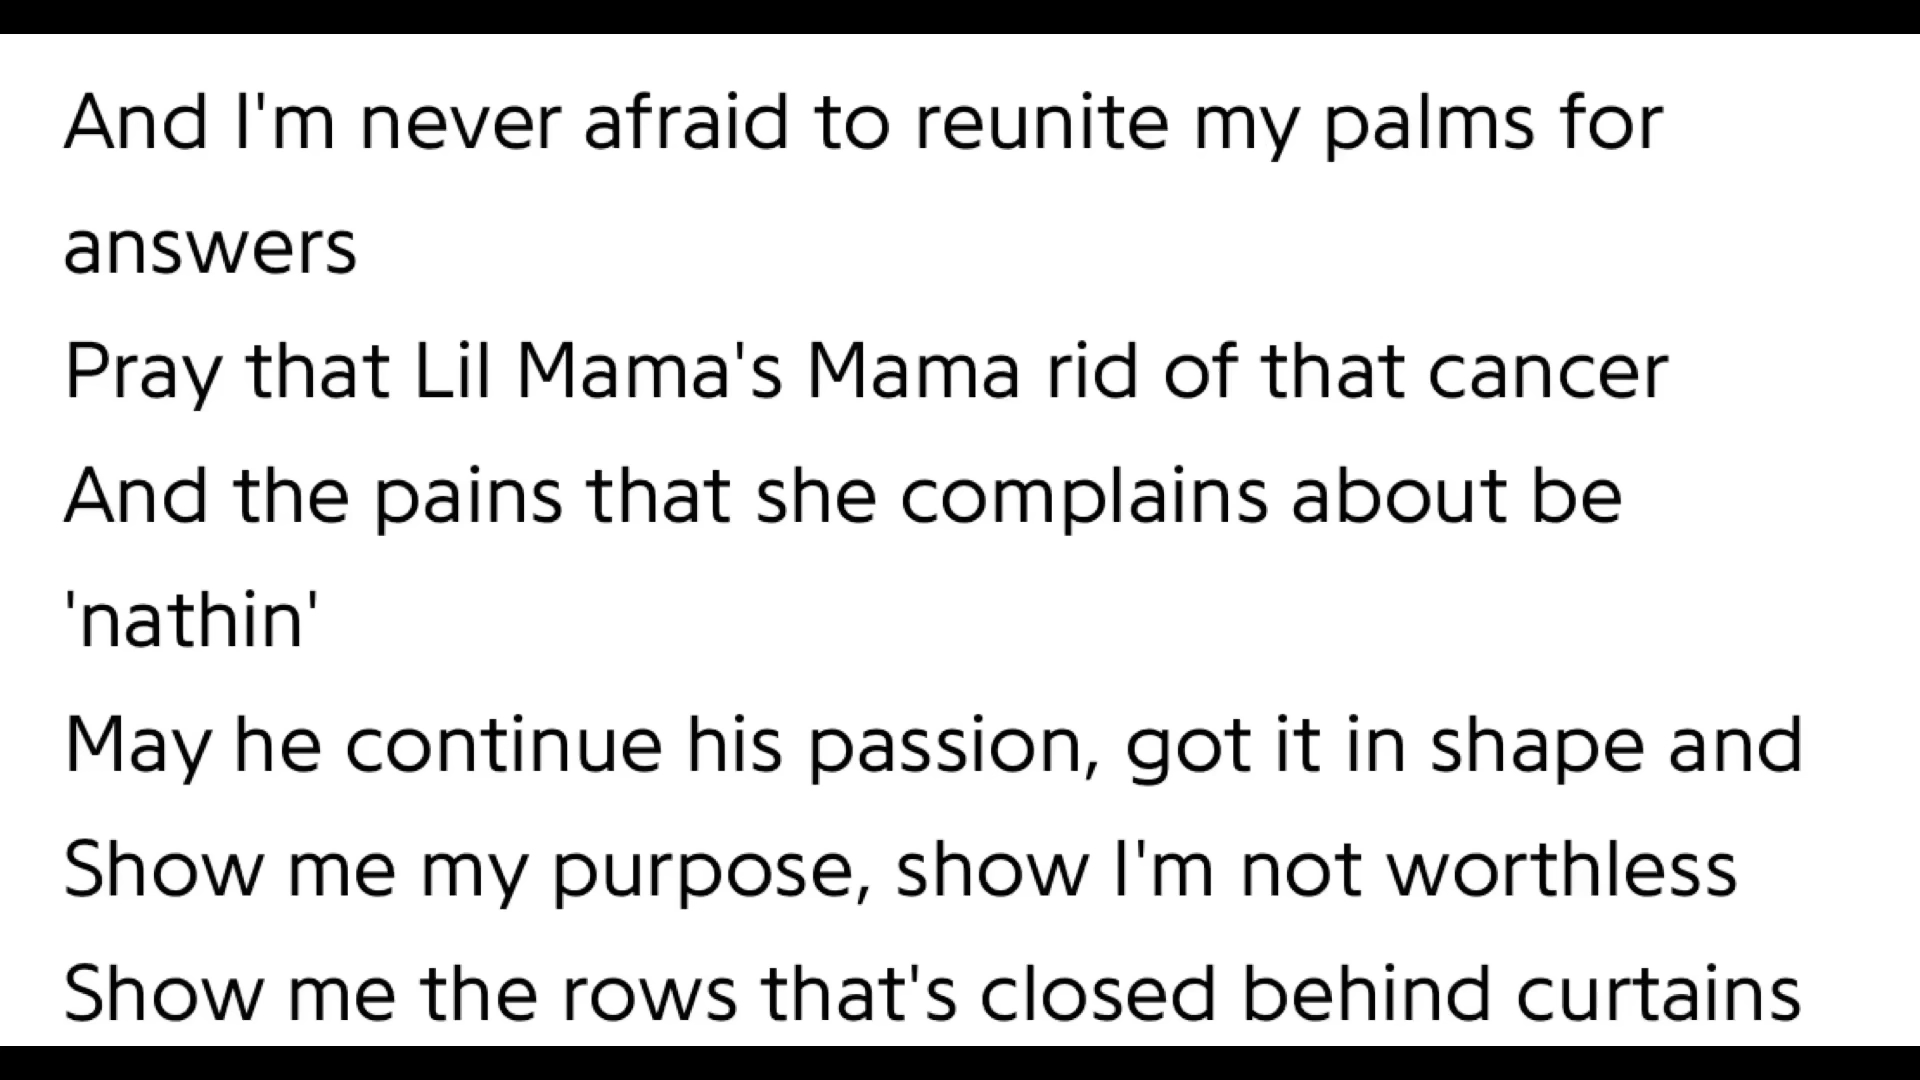 And I'm never afraid to reunite my palms for
answers
Pray that Lil Mama's Mama rid of that cancer
And the pains that she complains about be
'nathin'
May he continue his passion, got it in shape and
Show me my purpose, show I'm not worthless
Show me the rows that's closed behind curtains